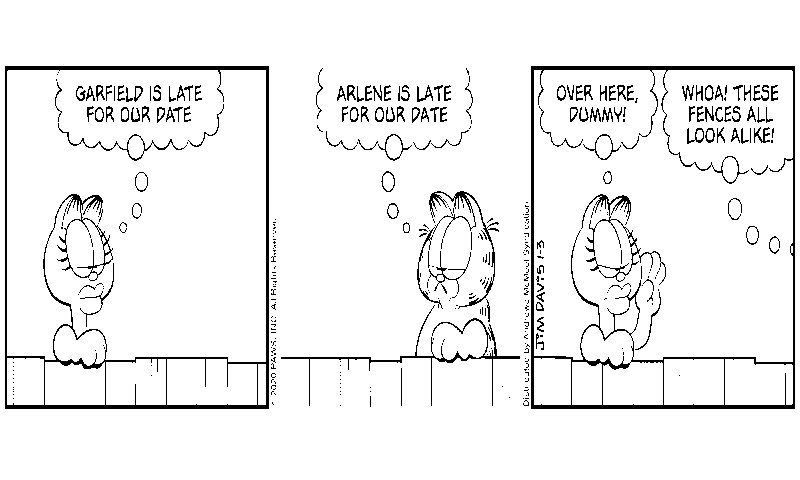 GARFIELD IS LATE
FOR OUR DATE
© 2020 PAWS, INC. All Rights Reserved.
ARLENE IS LATE
FOR OUR DATE
Distributed by Andrews McMeel Syndication
JIM DAVIS 1-3
OVER HERE,
DUMMY!
WHOA! THESE
FENCES ALL
LOOK ALIKE!